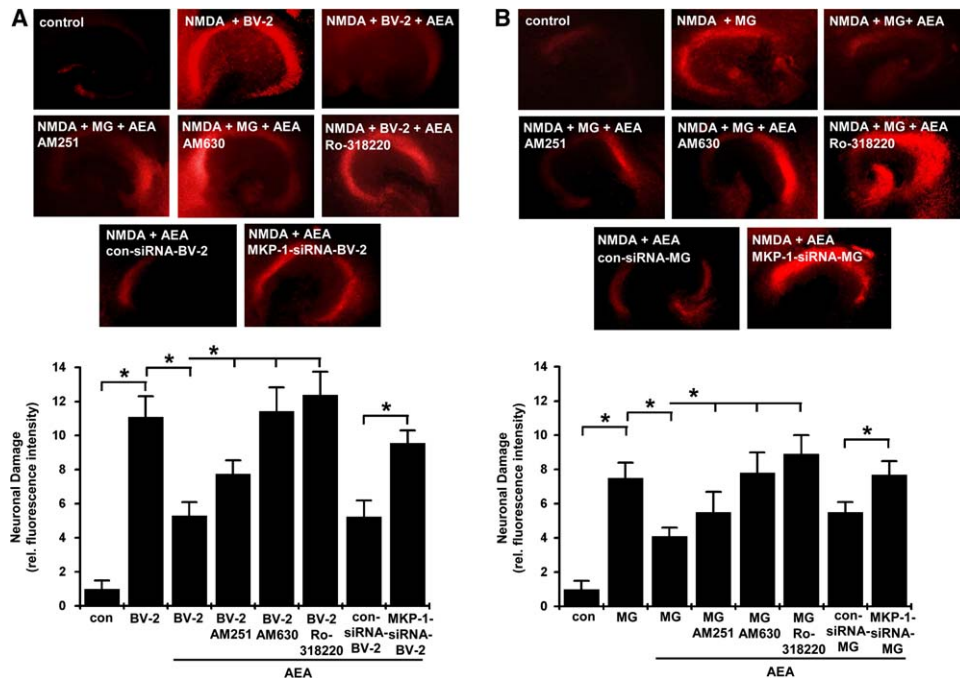 A
control
NMDA + BV-2
NMDA + BV-2 + AEA
NMDA + MG + AEA
AM251
NMDA + MG + AEA
AM630
NMDA + BV-2 + AEA
Ro-318220
NMDA + AEA
con-siRNA-BV-2
NMDA + AEA
MKP-1-siRNA-BV-2
Neuronal Damage
(rel. fluorescence intensity)
14
12
10
8
6
4
2
0
*
*
*
*
con
BV-2
BV-2
BV-2
AM251
BV-2
AM630
BV-2
Ro-
318220
con-
siRNA-
BV-2
MKP-1-
siRNA-
BV-2
AEA
B
control
NMDA + MG
NMDA + MG+ AEA
NMDA + MG + AEA
AM251
NMDA + MG + AEA
AM630
NMDA + MG + AEA
Ro-318220
NMDA + AEA
con-siRNA-MG
NMDA + AEA
MKP-1-siRNA-MG
Neuronal Damage
(rel. fluorescence intensity)
14
12
10
8
6
4
2
0
*
*
*
*
con
MG
MG
MG
AM251
MG
AM630
MG
Ro-
318220
con-
siRNA-
MG
MKP-1-
siRNA-
MG
AEA